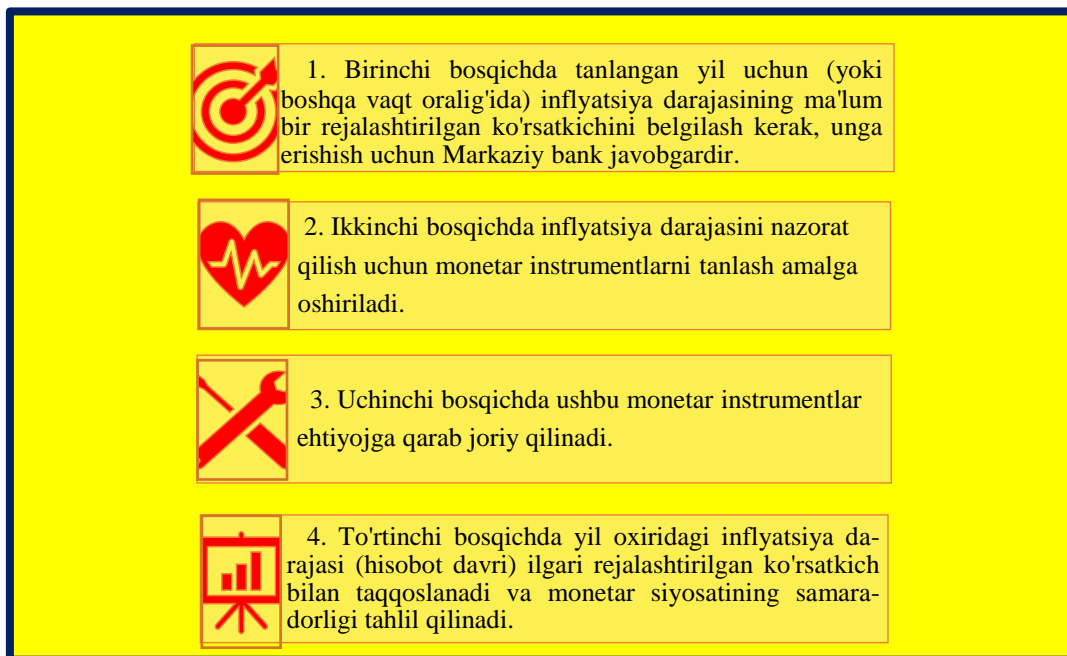 1. Birinchi bosqichda tanlangan yil uchun (yoki
boshqa vaqt oralig'ida) inflyatsiya darajasining ma'lum
bir rejalashtirilgan ko'rsatkichini belgilash kerak, unga
erishish uchun Markaziy bank javobgardir.
2. Ikkinchi bosqichda inflyatsiya darajasini nazorat
qilish uchun monetar instrumentlarni tanlash amalga
oshiriladi.
3. Uchinchi bosqichda ushbu monetar instrumentlar
ehtiyojga qarab joriy qilinadi.
4. To'rtinchi bosqichda yil oxiridagi inflyatsiya da-
rajasi (hisobot davri) ilgari rejalashtirilgan ko'rsatkich
bilan taqqoslanadi va monetar siyosatining samara-
dorligi tahlil qilinadi.